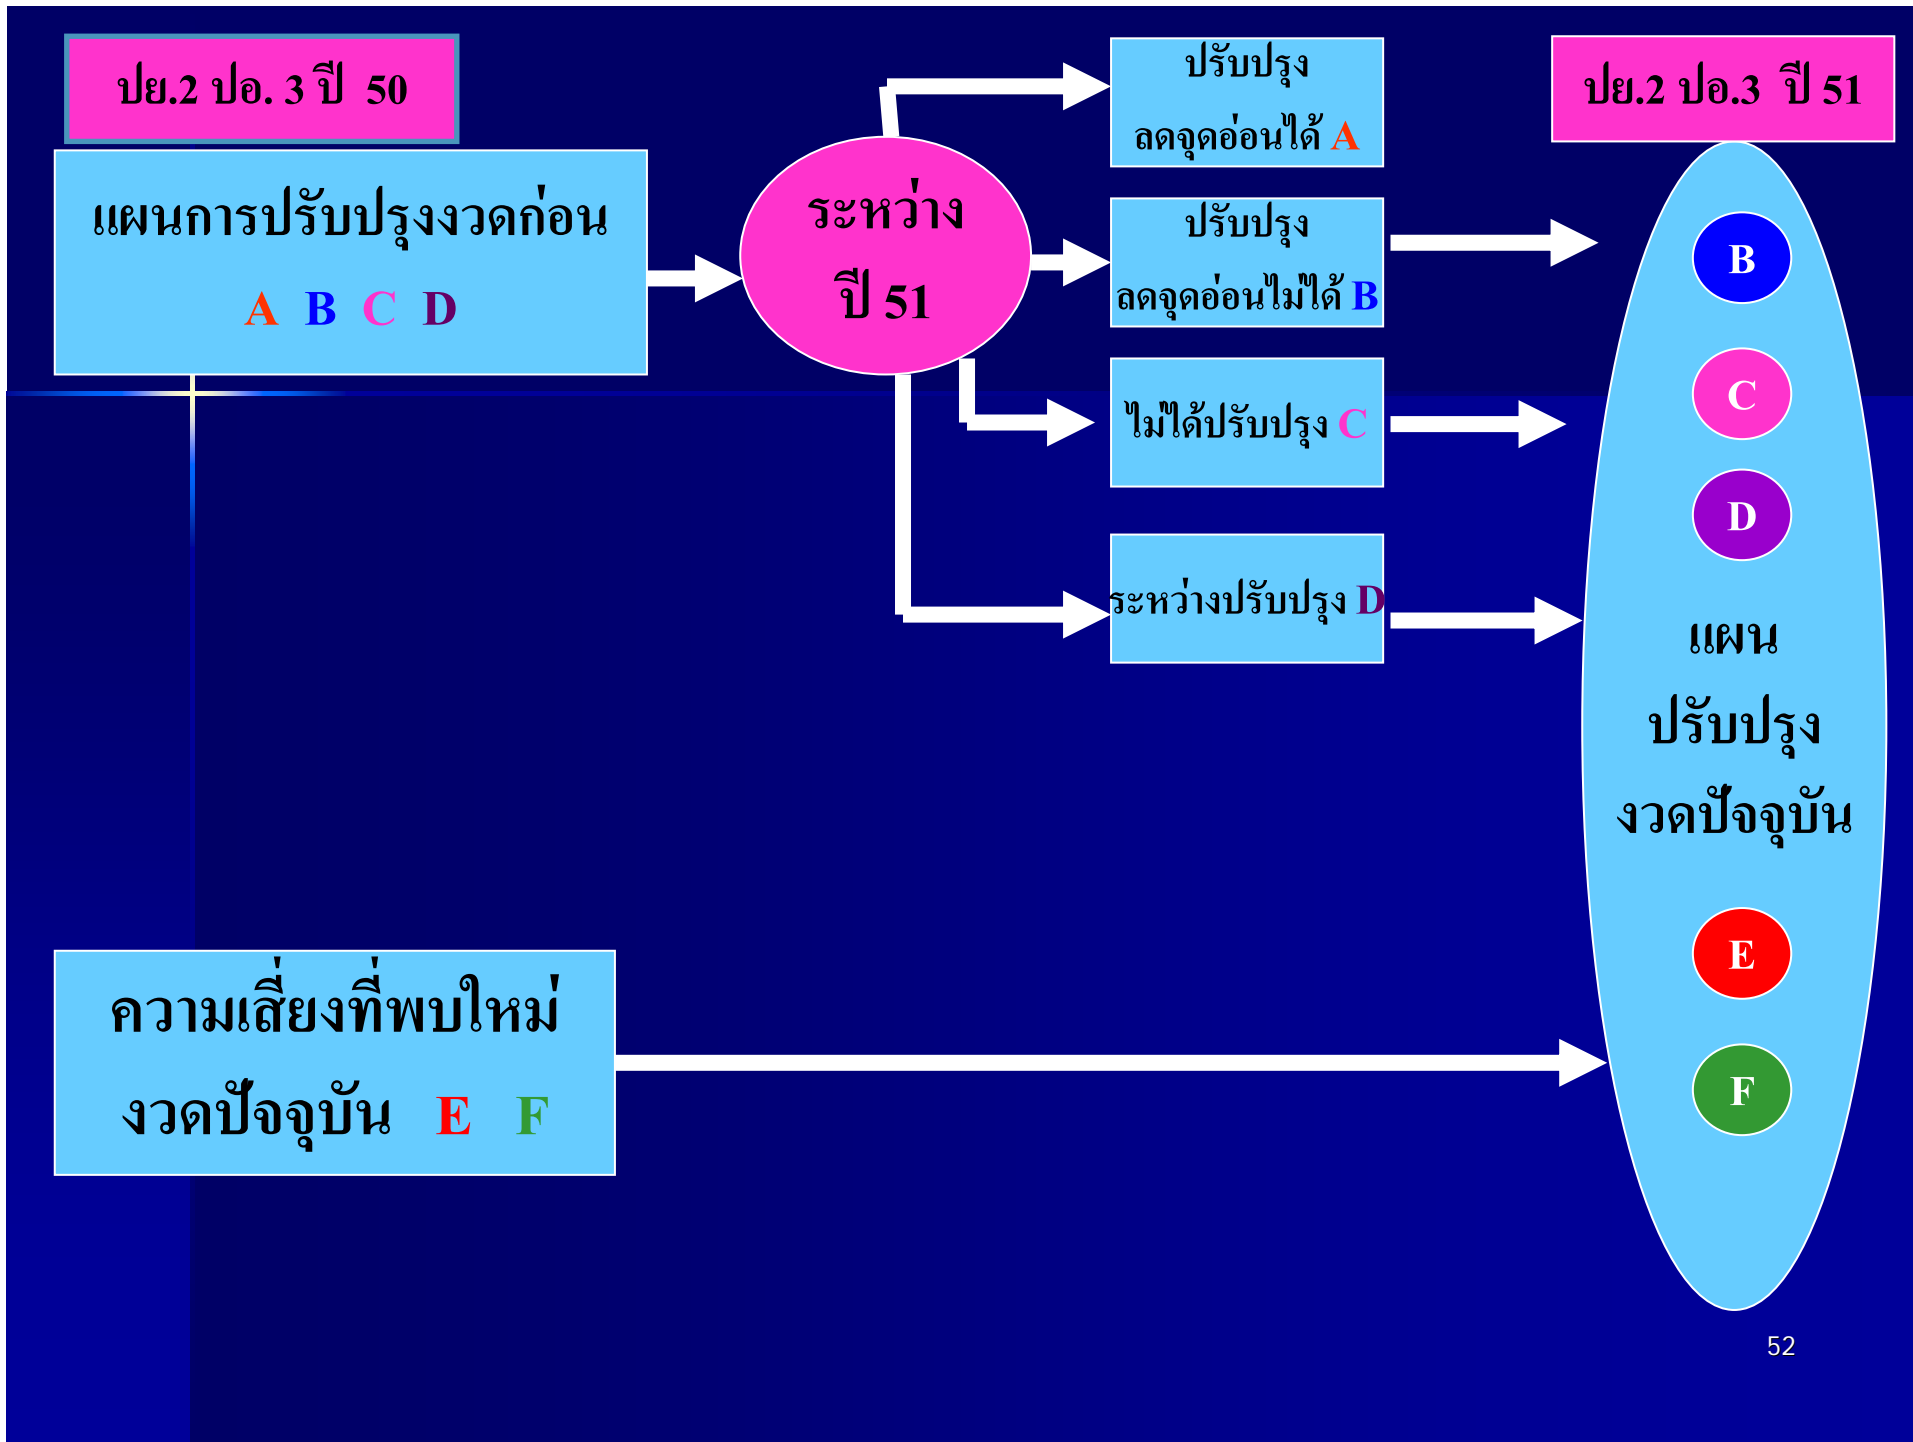 ปย.2 ปอ. 3 ปี 50
แผนการปรับปรุงงวดก่อน
A B C D
ระหว่าง
ปี 51
ปรับปรุง
ลดจุดอ่อนได้ A
ปรับปรุง
ลดจุดอ่อนไม่ได้ B
ไม่ได้ปรับปรุง C
ระหว่างปรับปรุง D
ปย.2 ปอ.3 ปี 51
B
C
D
แผน
ปรับปรุง
งวดปัจจุบัน
E
F
ความเสี่ยงที่พบใหม่
งวดปัจจุบัน E F
52